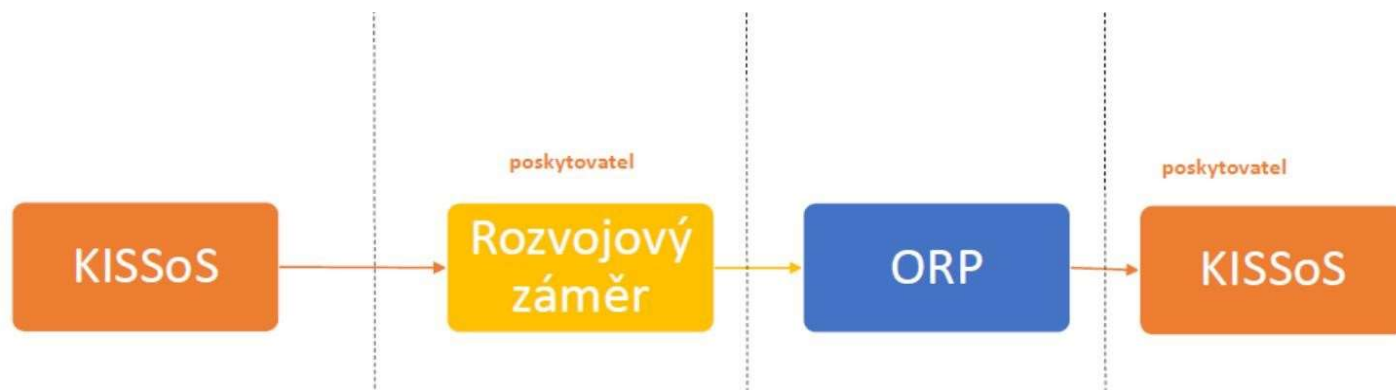 poskytovatel
poskytovatel
KISSoS
Rozvojový
záměr
ORP
KISSoS